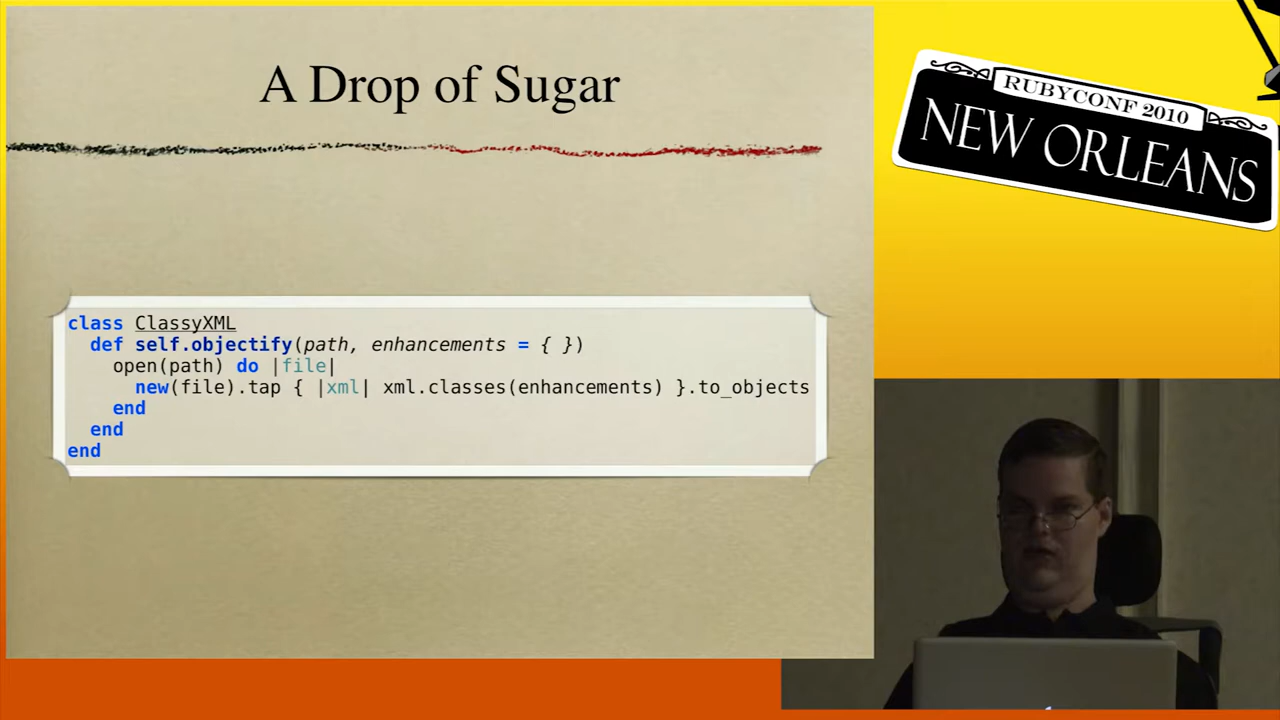 A Drop of Sugar
class ClassyXML
  def self.objectify(path, enhancements = { })
    open(path) do |file|
      new(file).tap { |xml| xml.classes(enhancements) }.to_objects
    end
  end
end
RUBYCONF 2010
NEW ORLEANS